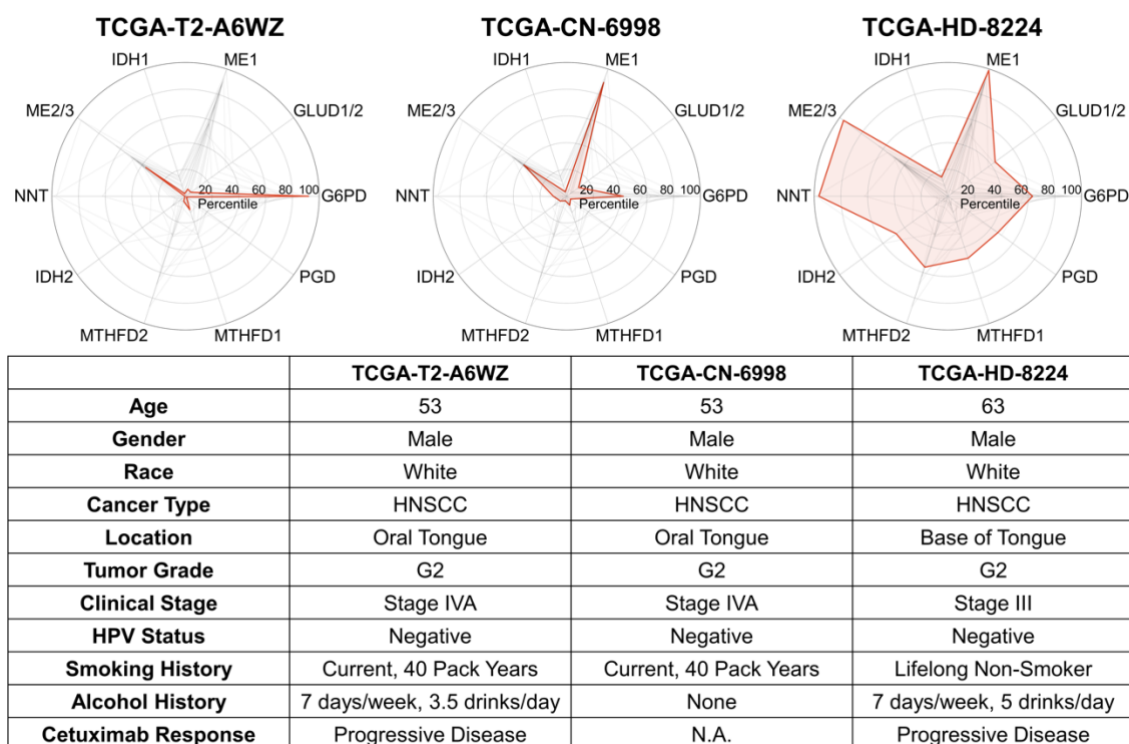 TCGA-T2-A6WZ TCGA-CN-6998 TCGA-HD-8224
IDH1 ME1 IDH1 ME1 IDH1 ME1
ME2/3 GLUD1/2 ME2/3 GLUD1/2 ME2/3 GLUD1/2
NNT 20 40 60 80 100 G6PD NNT 20 40 60 80 100 G6PD NNT 20 40 60 80 100 G6PD
Percentile Percentile Percentile
IDH2 PGD IDH2 PGD IDH2 PGD
MTHFD2 MTHFD1 MTHFD2 MTHFD1 MTHFD2 MTHFD1
TCGA-T2-A6WZ TCGA-CN-6998 TCGA-HD-8224
Age 53 53 63
Gender Male Male Male
Race White White White
Cancer Type HNSCC HNSCC HNSCC
Location Oral Tongue Oral Tongue Base of Tongue
Tumor Grade G2 G2 G2
Clinical Stage Stage IVA Stage IVA Stage III
HPV Status Negative Negative Negative
Smoking History Current, 40 Pack Years Current, 40 Pack Years Lifelong Non-Smoker
Alcohol History 7 days/week, 3.5 drinks/day None 7 days/week, 5 drinks/day
Cetuximab Response Progressive Disease N.A. Progressive Disease